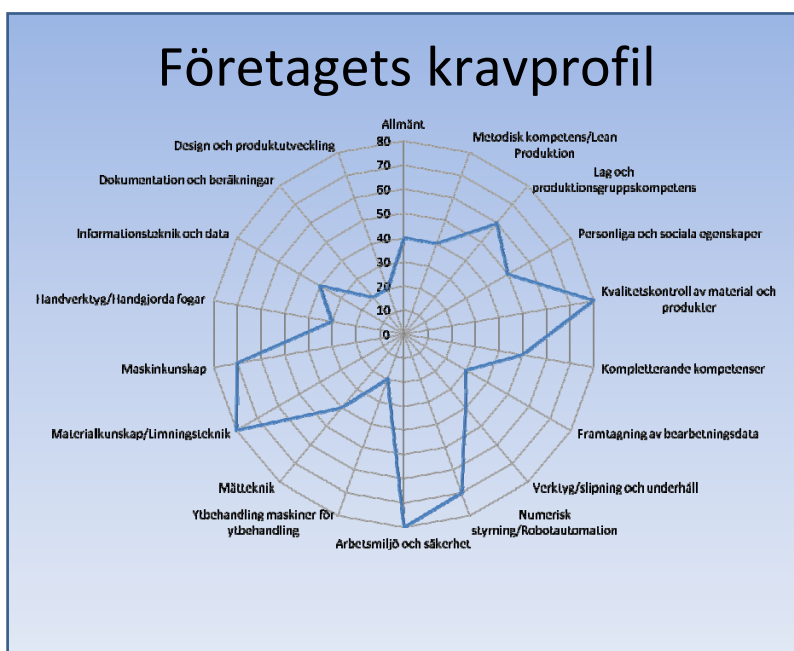 Företagets kravprofil
Allmänt
Metodisk kompetens/Lean
Produktion
Lag och
produktionsgruppskompetens
Personliga och sociala egenskaper
Kvalitetskontroll av material och
produkter
Kompletterande kompetenser
Framtagning av bearbetningsdata
Verktyg/slipning och underhåll
Numerisk
styrning/Robotautomation
Arbetsmiljö och säkerhet
Ytbehandling maskiner för
ytbehandling
Mätteknik
Materialkunskap/Limningsteknik
Maskinkunskap
Handverktyg/Handgjorda fogar
Informationsteknik och data
Dokumentation och beräkningar
Design och produktutveckling
80
70
60
50
40
30
20
10
0